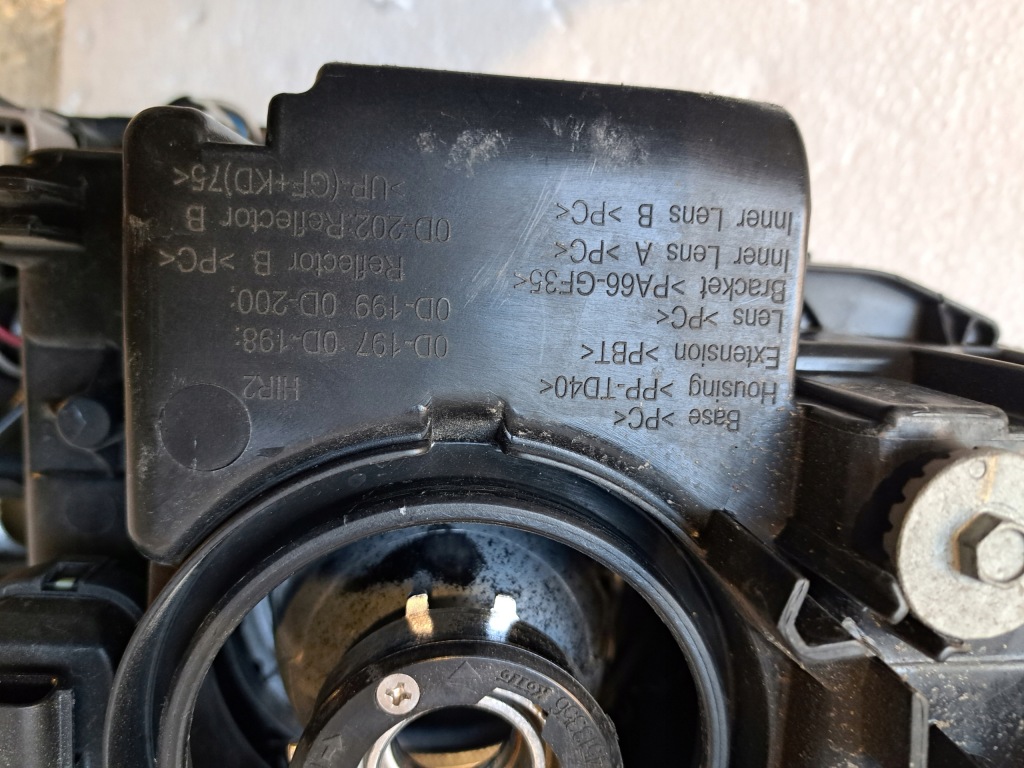 Base >PC<
Housing >PP-TD40<
Extension >PBT<
Lens >PC<
Bracket >PA66-GF35<
Inner Lens A >PC<
Inner Lens B >PC<
HIR2
0D-197 0D-198:
0D-199 0D-200:
Reflector B >PC<
0D-202:Reflector B
>UP-(GF+KD)75<